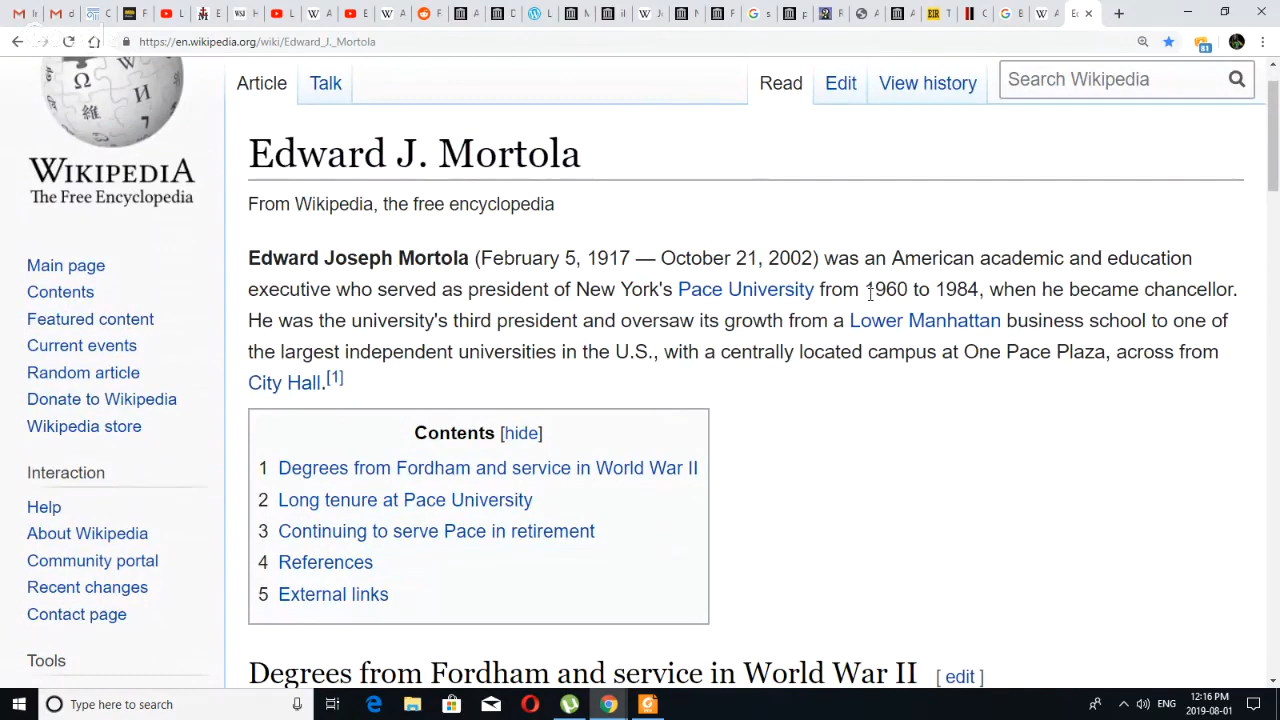 https://en.wikipedia.org/wiki/Edward_J._Mortola
81
Article Talk Read Edit View history Search Wikipedia
WIKIPEDIA
The Free Encyclopedia
Main page
Contents
Featured content
Current events
Random article
Donate to Wikipedia
Wikipedia store
Interaction
Help
About Wikipedia
Community portal
Recent changes
Contact page
Tools
Edward J. Mortola
From Wikipedia, the free encyclopedia
Edward Joseph Mortola (February 5, 1917 — October 21, 2002) was an American academic and education
executive who served as president of New York's Pace University from 1960 to 1984, when he became chancellor.
He was the university's third president and oversaw its growth from a Lower Manhattan business school to one of
the largest independent universities in the U.S., with a centrally located campus at One Pace Plaza, across from
City Hall.[1]
Contents [hide]
1 Degrees from Fordham and service in World War II
2 Long tenure at Pace University
3 Continuing to serve Pace in retirement
4 References
5 External links
Degrees from Fordham and service in World War II [ edit ]
Type here to search
ENG
12:16 PM
2019-08-01